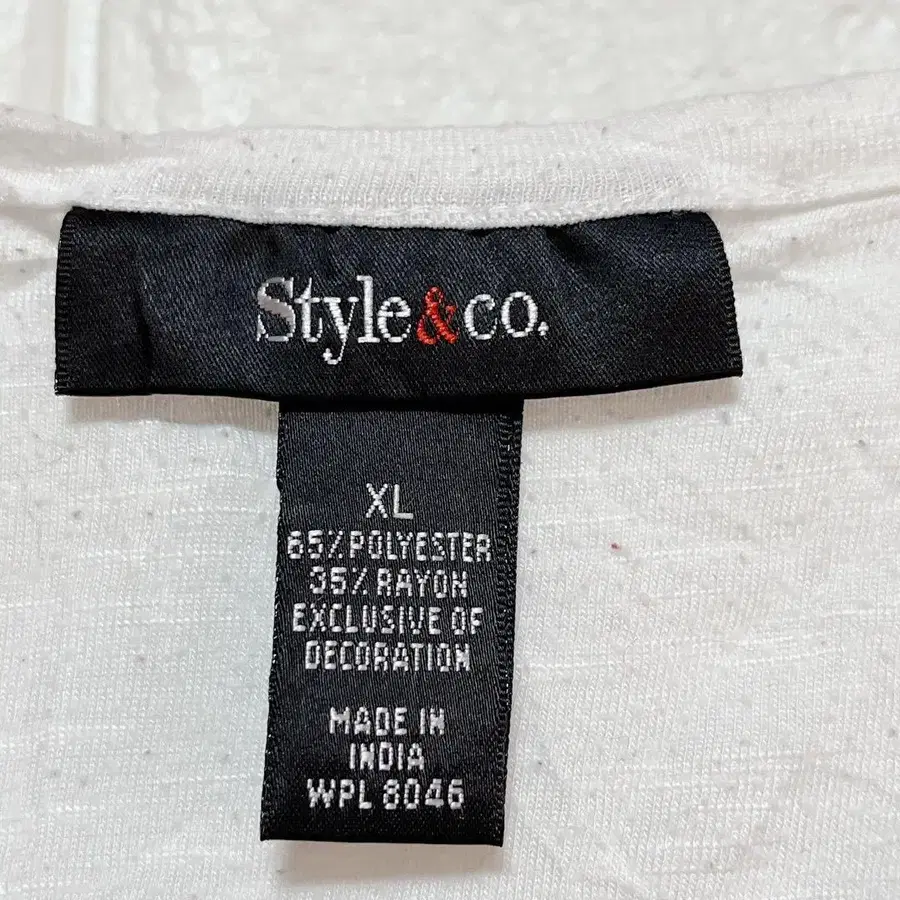 Style&co.
XL
65% POLYESTER
35% RAYON
EXCLUSIVE OF
DECORATION
MADE IN
INDIA
WPL 8046